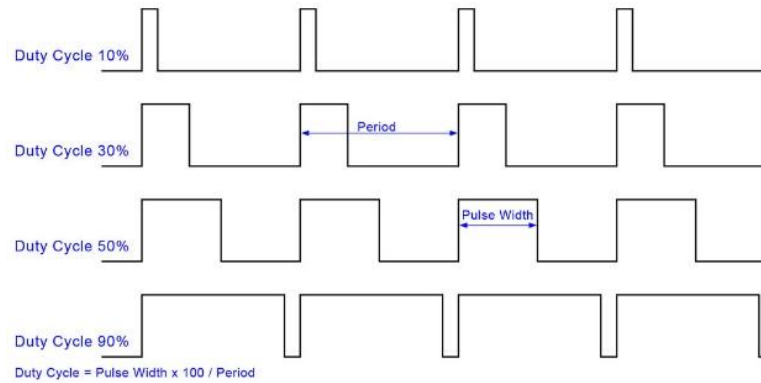 Duty Cycle 10%
Period
Duty Cycle 30%
Pulse Width
Duty Cycle 50%
Duty Cycle 90%
Duty Cycle = Pulse Width x 100 / Period